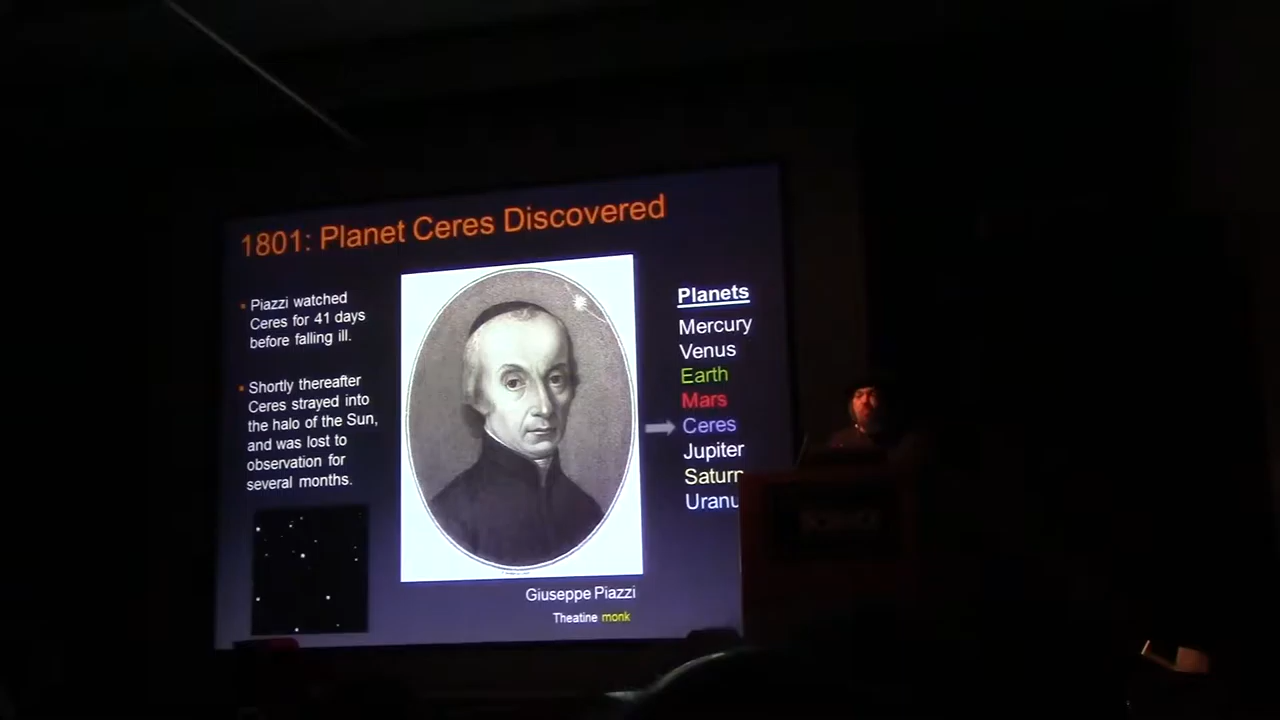 1801: Planet Ceres Discovered
Piazzi watched
Ceres for 41 days
before falling ill.
Shortly thereafter
Ceres strayed into
the halo of the Sun,
and was lost to
observation for
several months.
Giuseppe Piazzi
Theatine monk
Planets
Mercury
Venus
Earth
Mars
Ceres
Jupiter
Saturn
Uranu